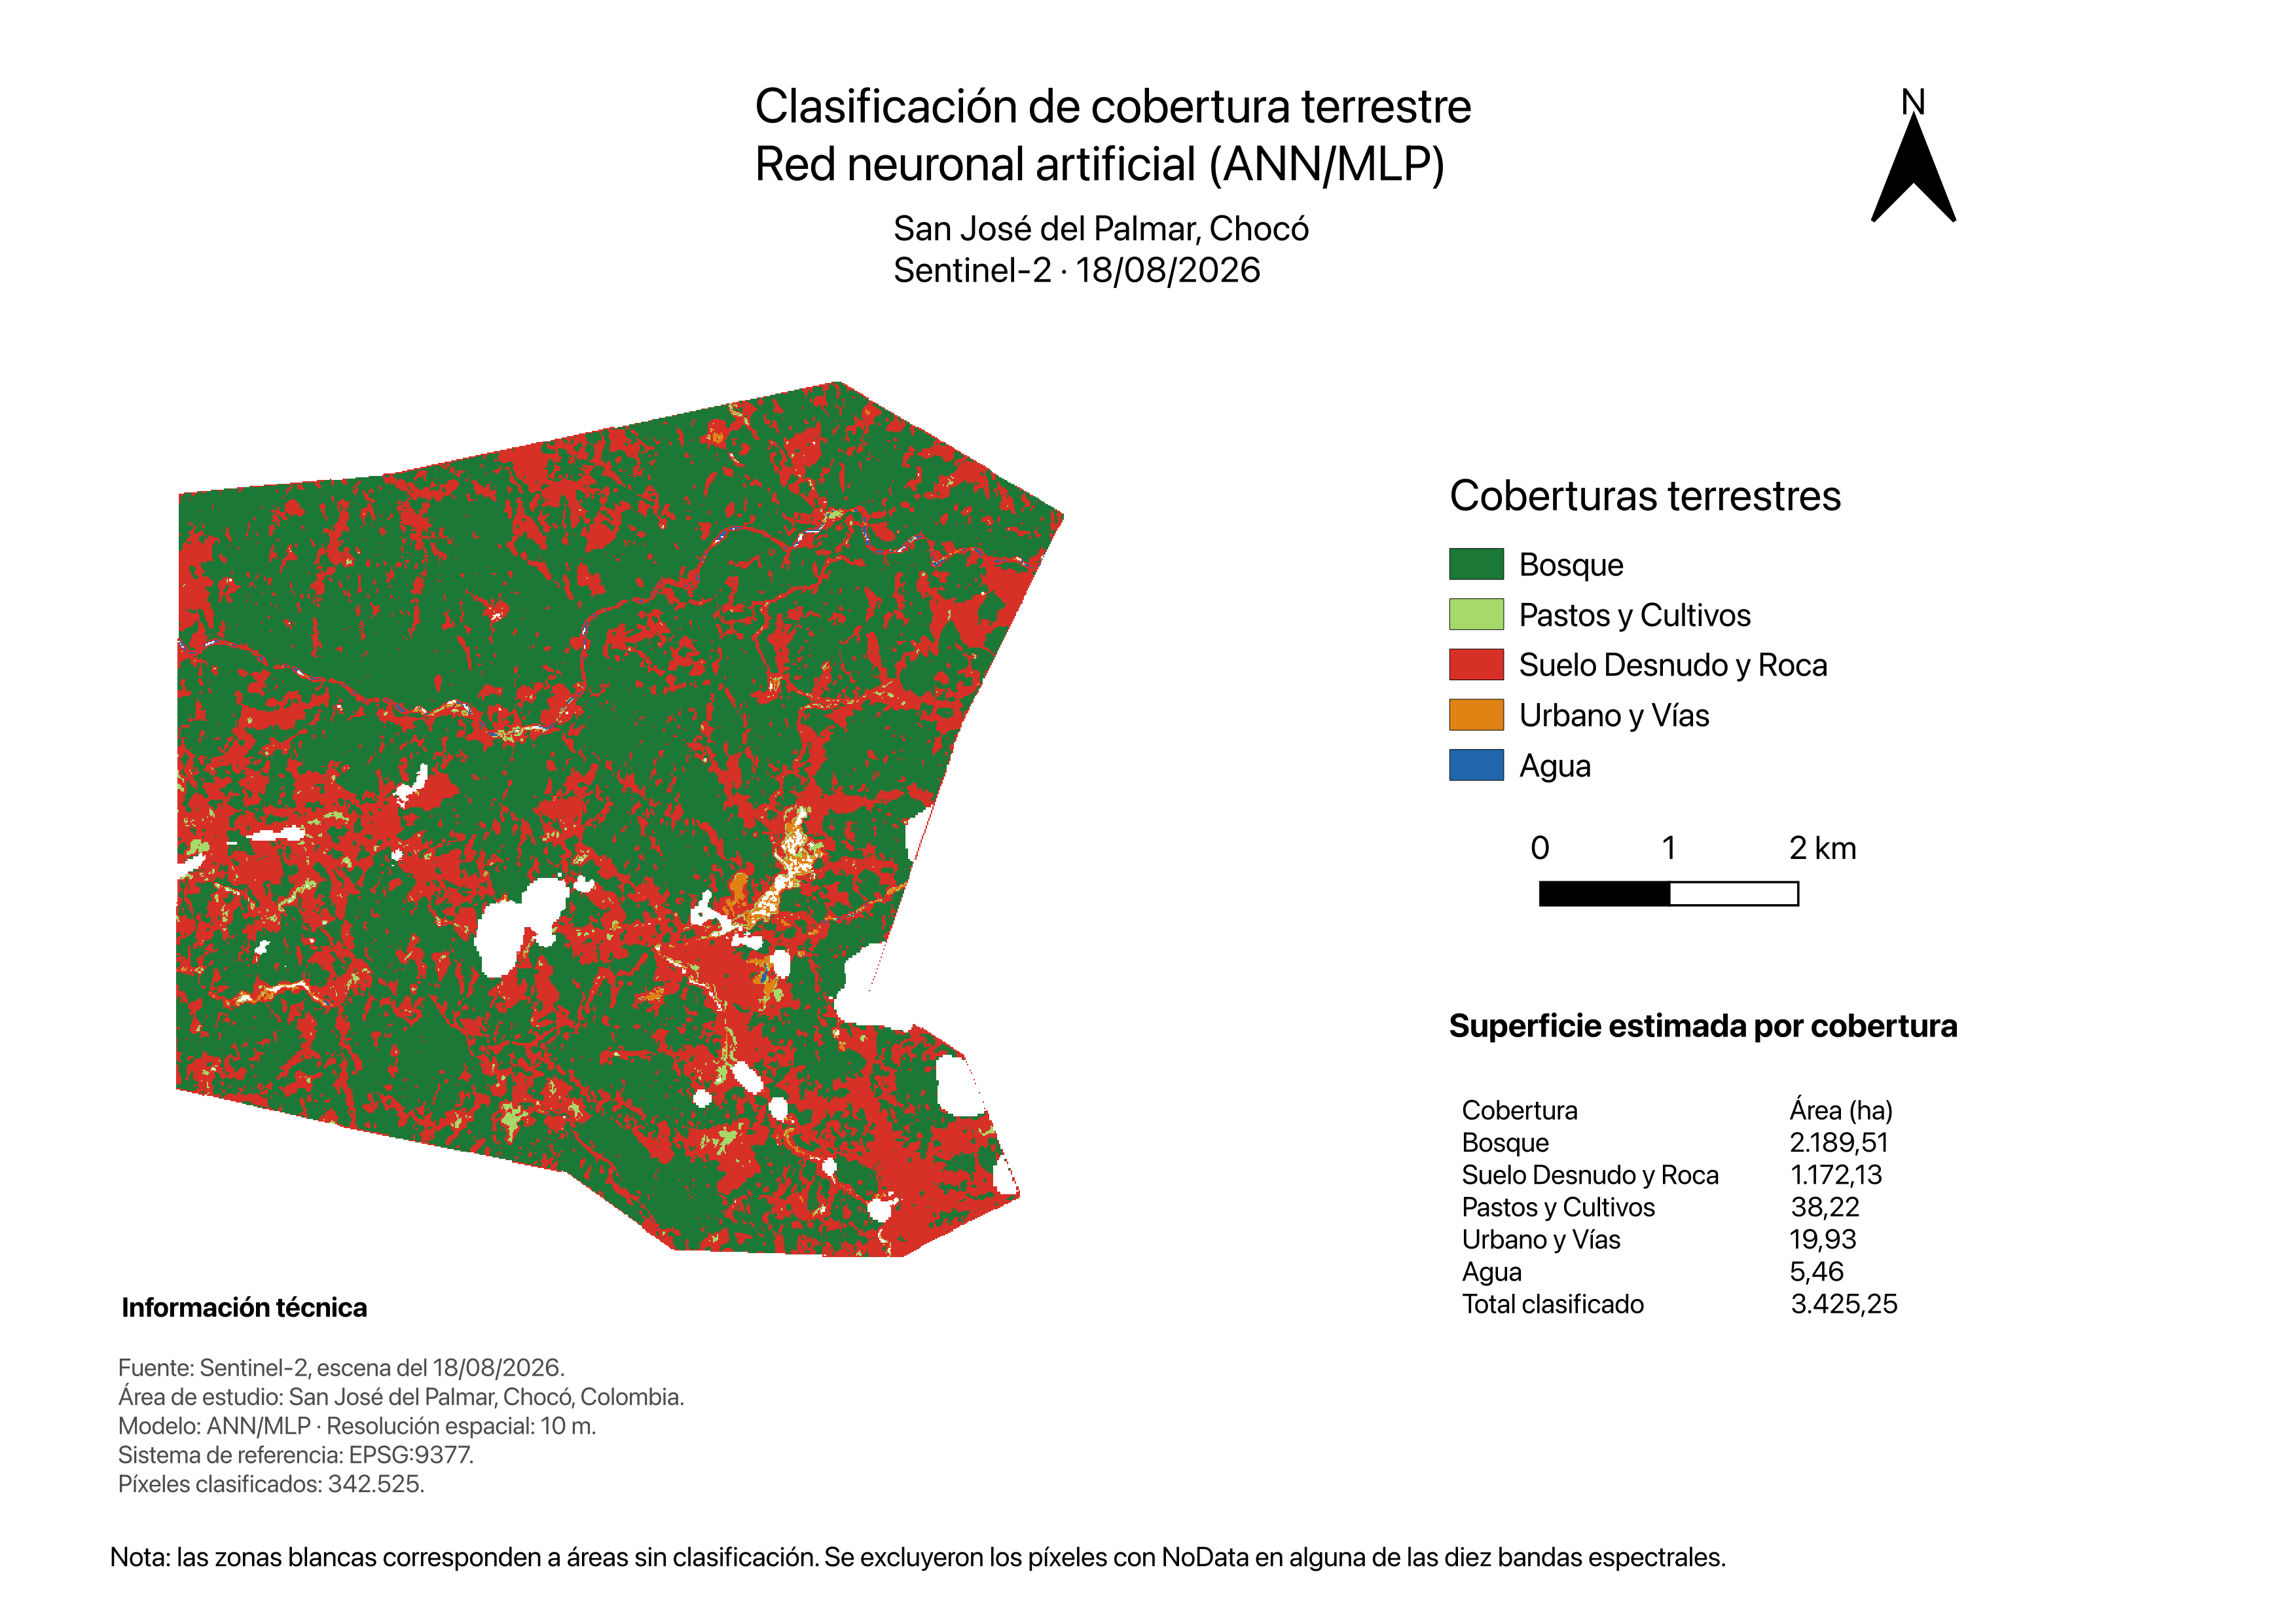 Clasificación de cobertura terrestre
Red neuronal artificial (ANN/MLP)
San José del Palmar, Chocó
Sentinel-2 · 18/08/2026
N
Coberturas terrestres
Bosque
Pastos y Cultivos
Suelo Desnudo y Roca
Urbano y Vías
Agua
0 1 2 km
Superficie estimada por cobertura
Cobertura Área (ha)
Bosque 2.189,51
Suelo Desnudo y Roca 1.172,13
Pastos y Cultivos 38,22
Urbano y Vías 19,93
Agua 5,46
Total clasificado 3.425,25
Información técnica
Fuente: Sentinel-2, escena del 18/08/2026.
Área de estudio: San José del Palmar, Chocó, Colombia.
Modelo: ANN/MLP · Resolución espacial: 10 m.
Sistema de referencia: EPSG:9377.
Píxeles clasificados: 342.525.
Nota: las zonas blancas corresponden a áreas sin clasificación. Se excluyeron los píxeles con NoData en alguna de las diez bandas espectrales.